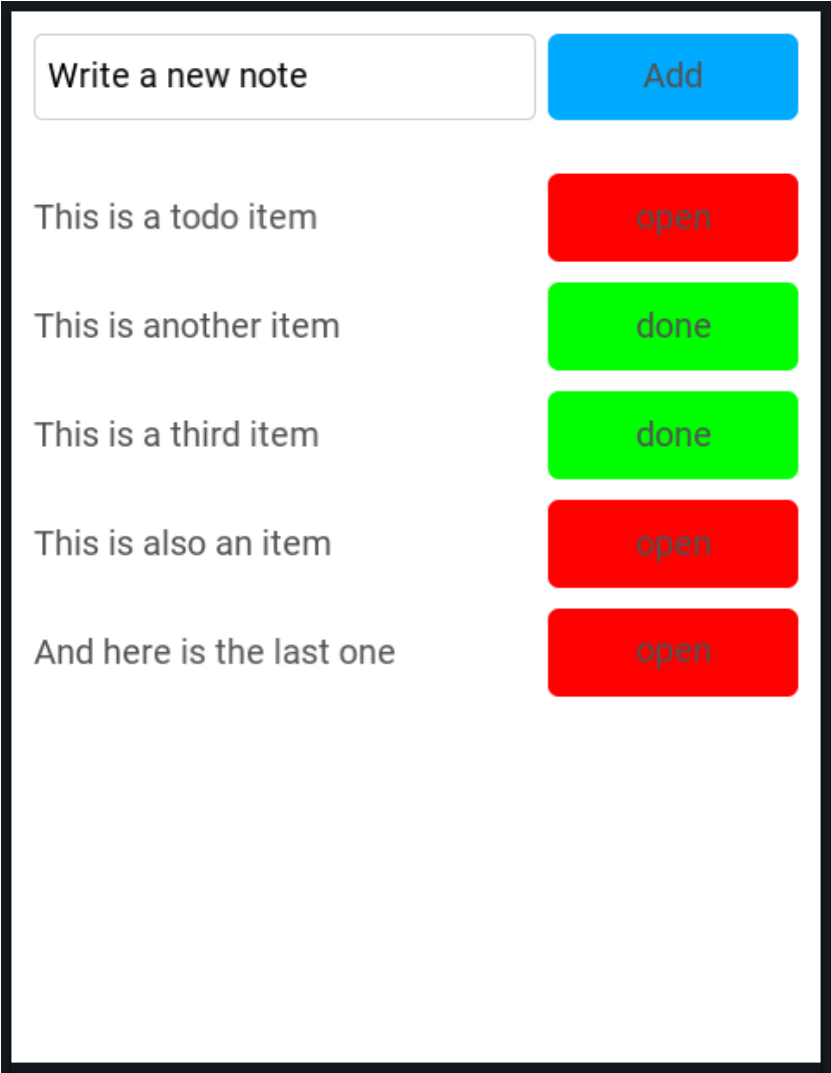 Write a new note Add
This is a todo item open
This is another item done
This is a third item done
This is also an item open
And here is the last one open